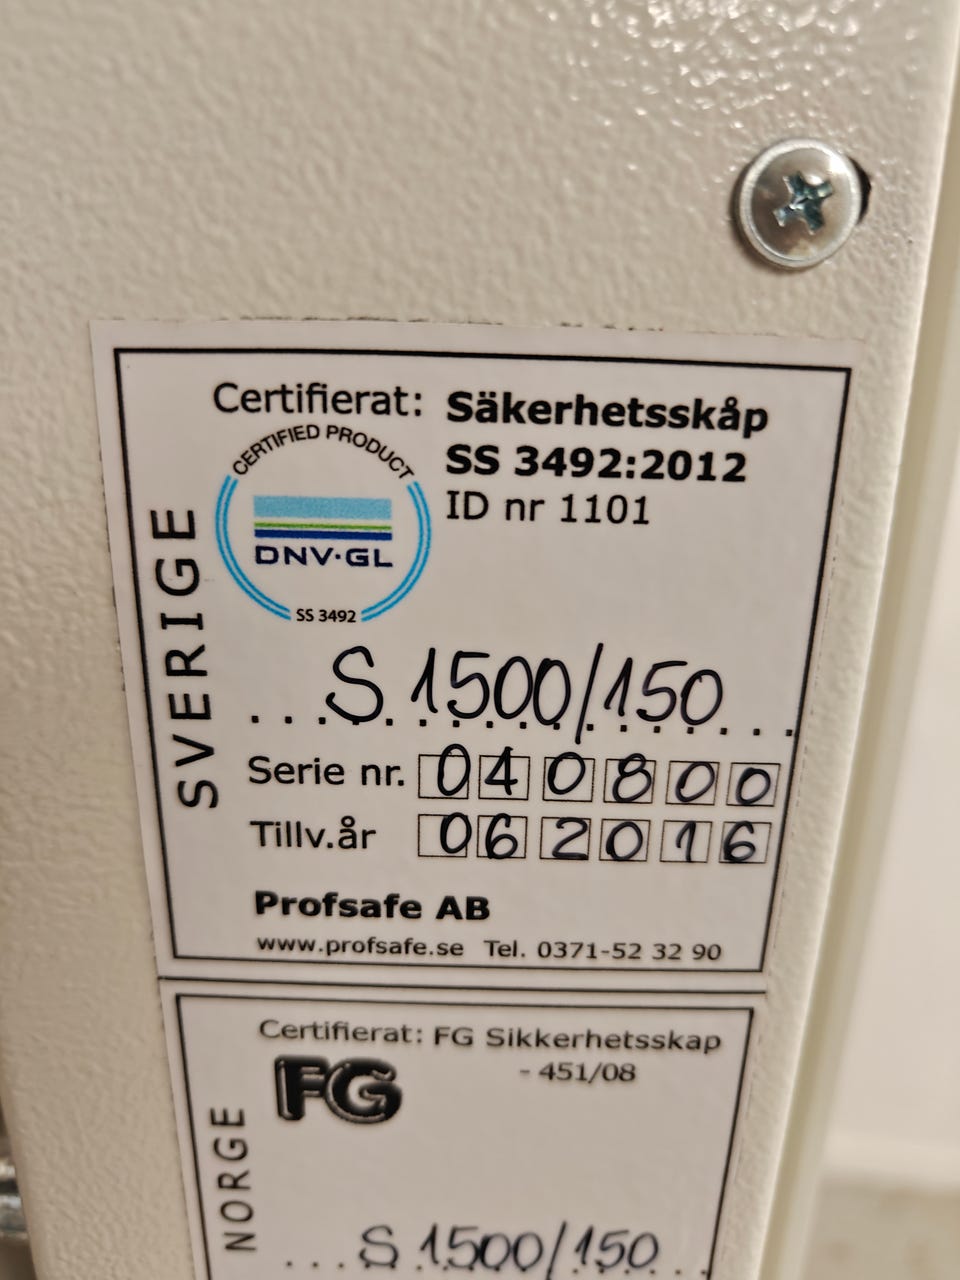 SVERIGE
Certifierat: Säkerhetsskåp
SS 3492:2012
ID nr 1101
CERTIFIED PRODUCT
DNV·GL
SS 3492
S 1500/150
Serie nr. 040800
Tillv.år 062016
Profsafe AB
www.profsafe.se Tel. 0371-52 32 90
NORGE
Certifierat: FG Sikkerhetsskap
- 451/08
FG
S 1500/150